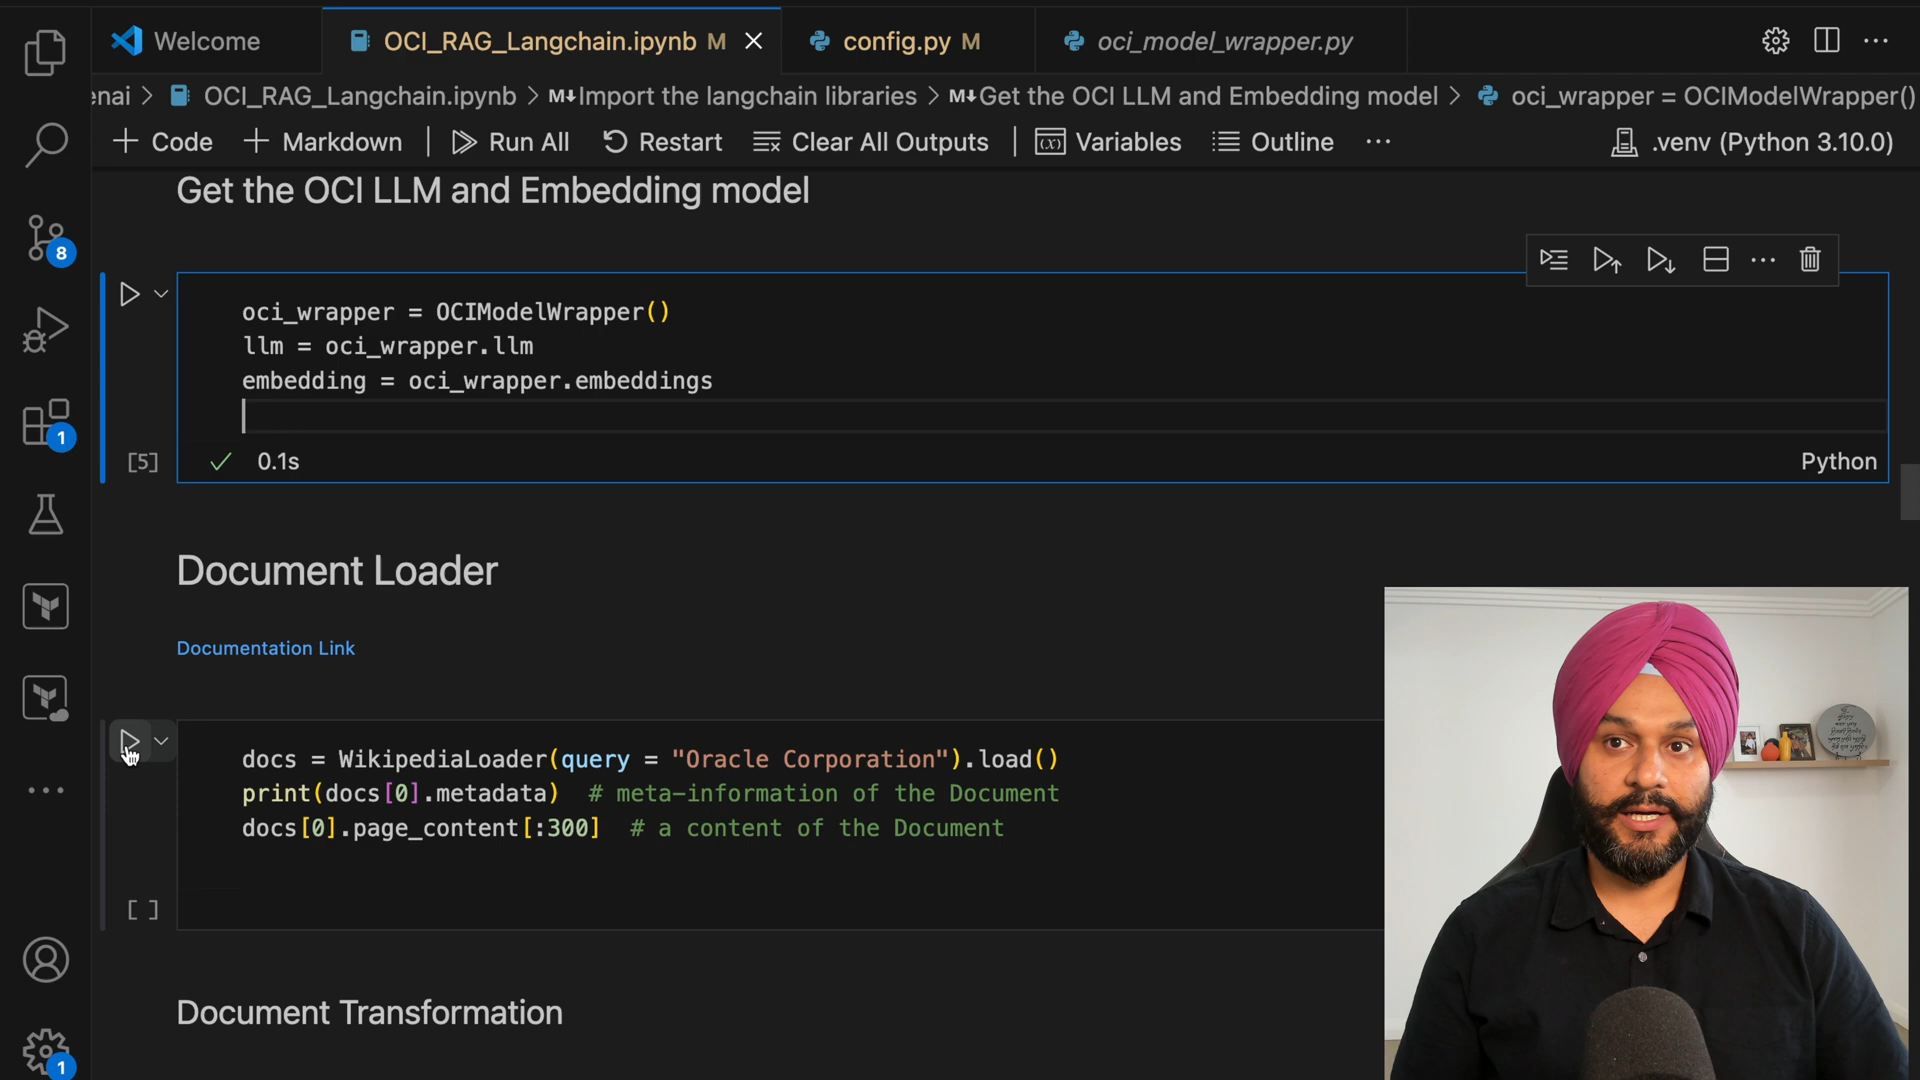 Welcome
OCI_RAG_Langchain.ipynb M
config.py M
oci_model_wrapper.py
enai > OCI_RAG_Langchain.ipynb > M↓Import the langchain libraries > M↓Get the OCI LLM and Embedding model > oci_wrapper = OCIModelWrapper()
+ Code + Markdown | Run All Restart Clear All Outputs | (x) Variables Outline ··· .venv (Python 3.10.0)
Get the OCI LLM and Embedding model
8
oci_wrapper = OCIModelWrapper()
llm = oci_wrapper.llm
embedding = oci_wrapper.embeddings
1
[5] ✓ 0.1s Python
Document Loader
Documentation Link
docs = WikipediaLoader(query = "Oracle Corporation").load()
print(docs[0].metadata) # meta-information of the Document
docs[0].page_content[:300] # a content of the Document
[ ]
Document Transformation
1